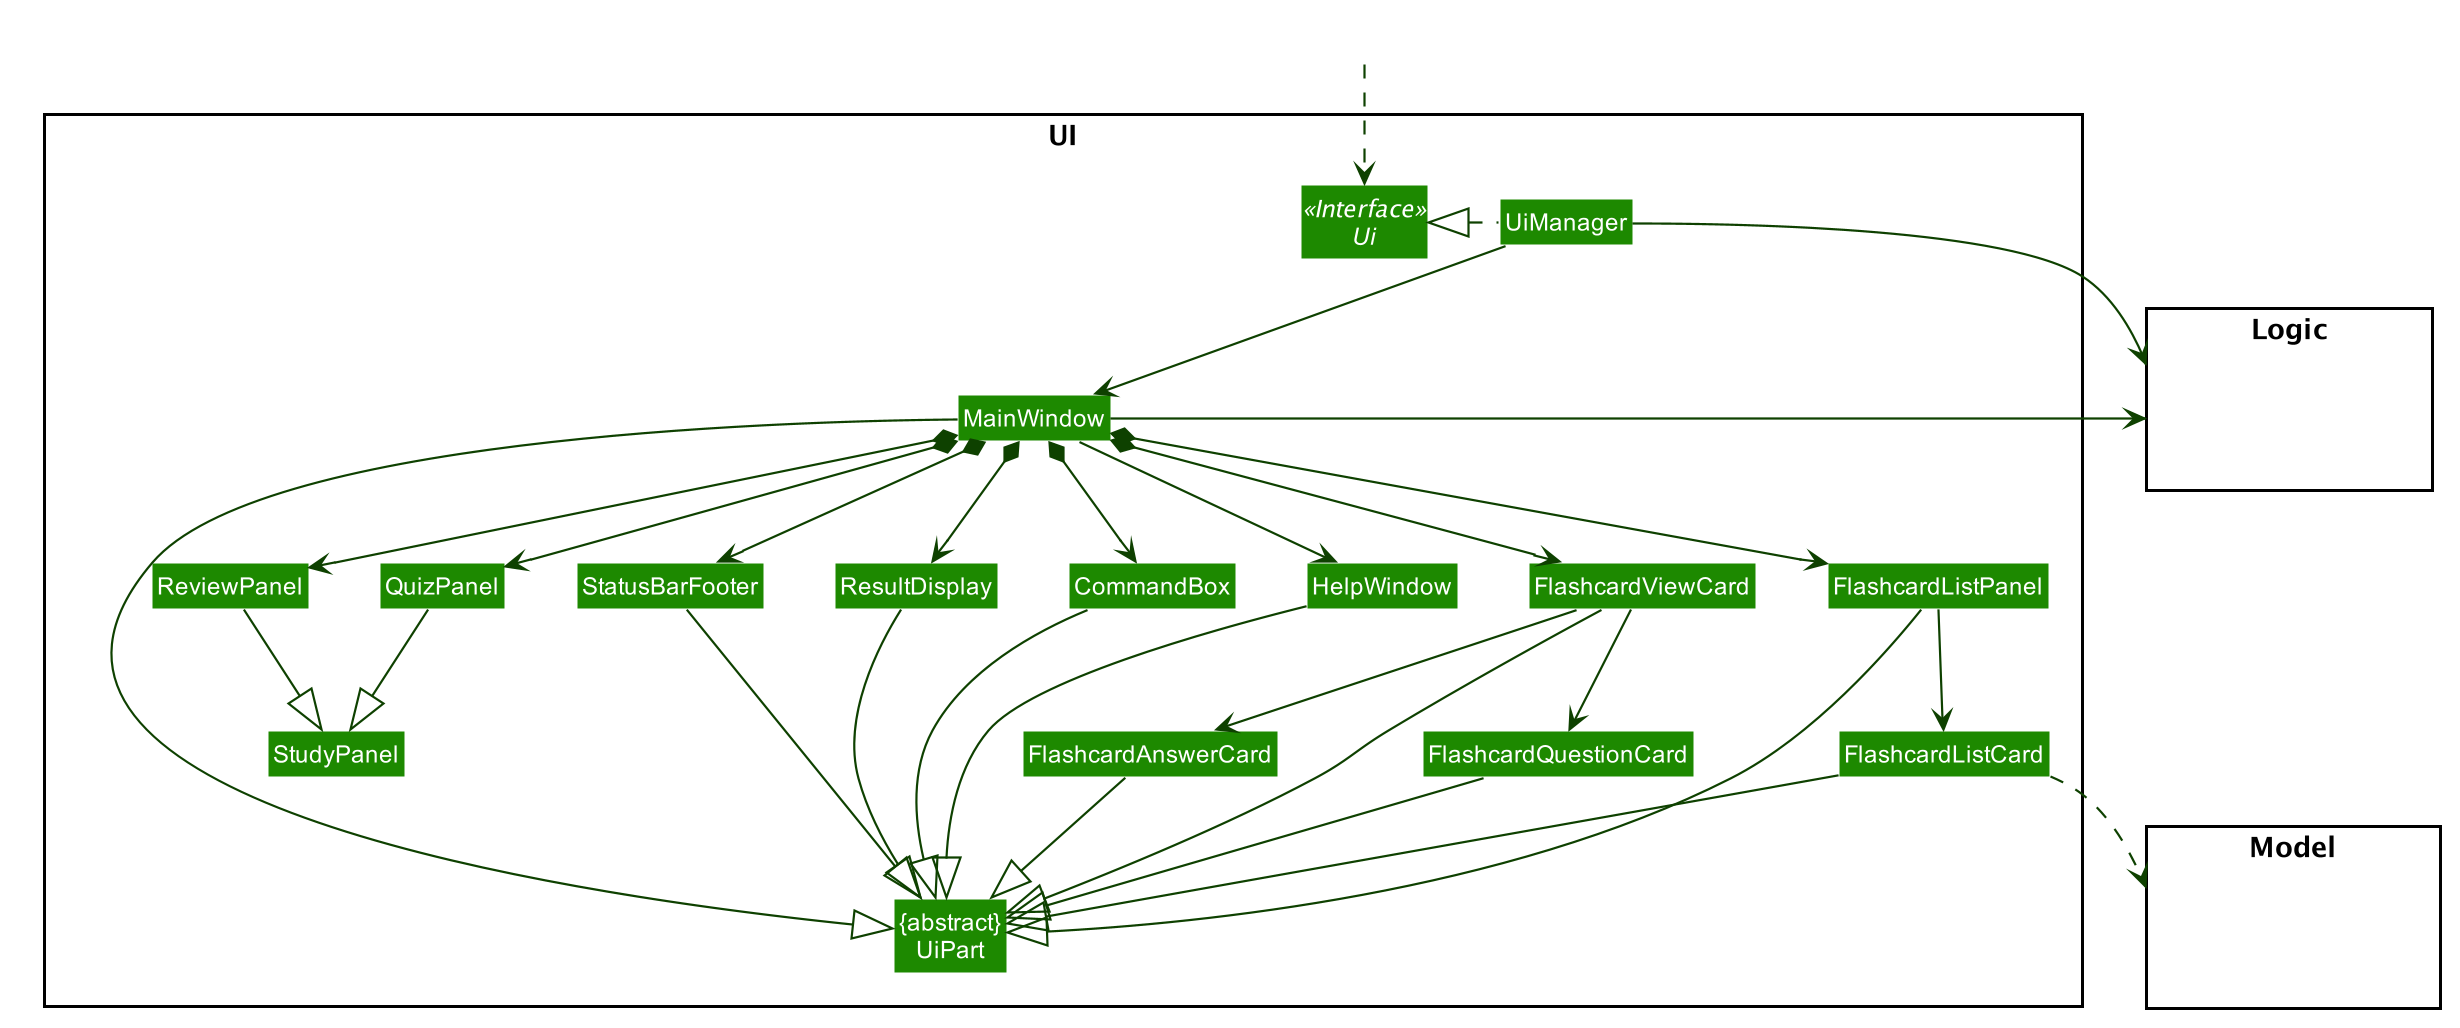 UI
«Interface»
Ui
UiManager
Logic
MainWindow
ReviewPanel
QuizPanel
StatusBarFooter
ResultDisplay
CommandBox
HelpWindow
FlashcardViewCard
FlashcardListPanel
StudyPanel
FlashcardAnswerCard
FlashcardQuestionCard
FlashcardListCard
Model
{abstract}
UiPart